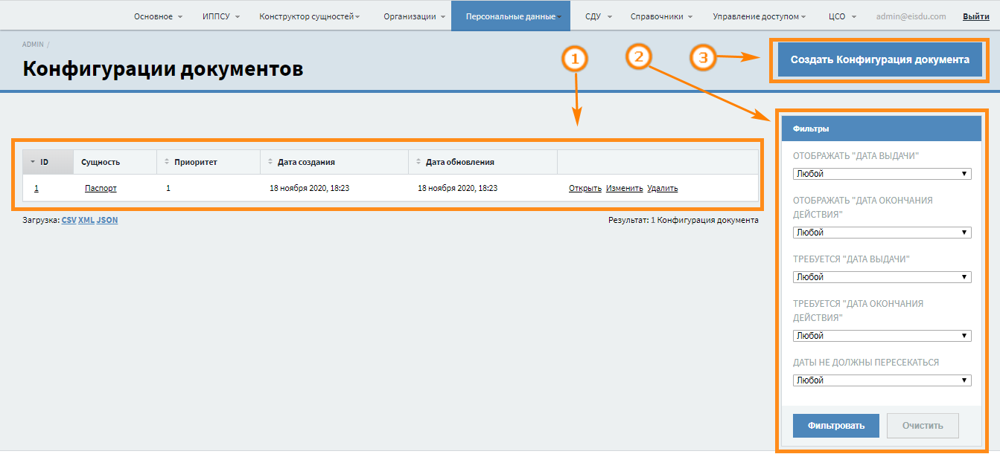 Основное ИППСУ Конструктор сущностей Организации Персональные данные СДУ Справочники Управление доступом ЦСО admin@eisdu.com Выйти
ADMIN /
Конфигурации документов
1 2 3
Создать Конфигурация документа
ID Сущность Приоритет Дата создания Дата обновления
1 Паспорт 1 18 ноября 2020, 18:23 18 ноября 2020, 18:23 Открыть Изменить Удалить
Загрузка: CSV XML JSON Результат: 1 Конфигурация документа
Фильтры
ОТОБРАЖАТЬ "ДАТА ВЫДАЧИ"
Любой
ОТОБРАЖАТЬ "ДАТА ОКОНЧАНИЯ
ДЕЙСТВИЯ"
Любой
ТРЕБУЕТСЯ "ДАТА ВЫДАЧИ"
Любой
ТРЕБУЕТСЯ "ДАТА ОКОНЧАНИЯ
ДЕЙСТВИЯ"
Любой
ДАТЫ НЕ ДОЛЖНЫ ПЕРЕСЕКАТЬСЯ
Любой
Фильтровать Очистить